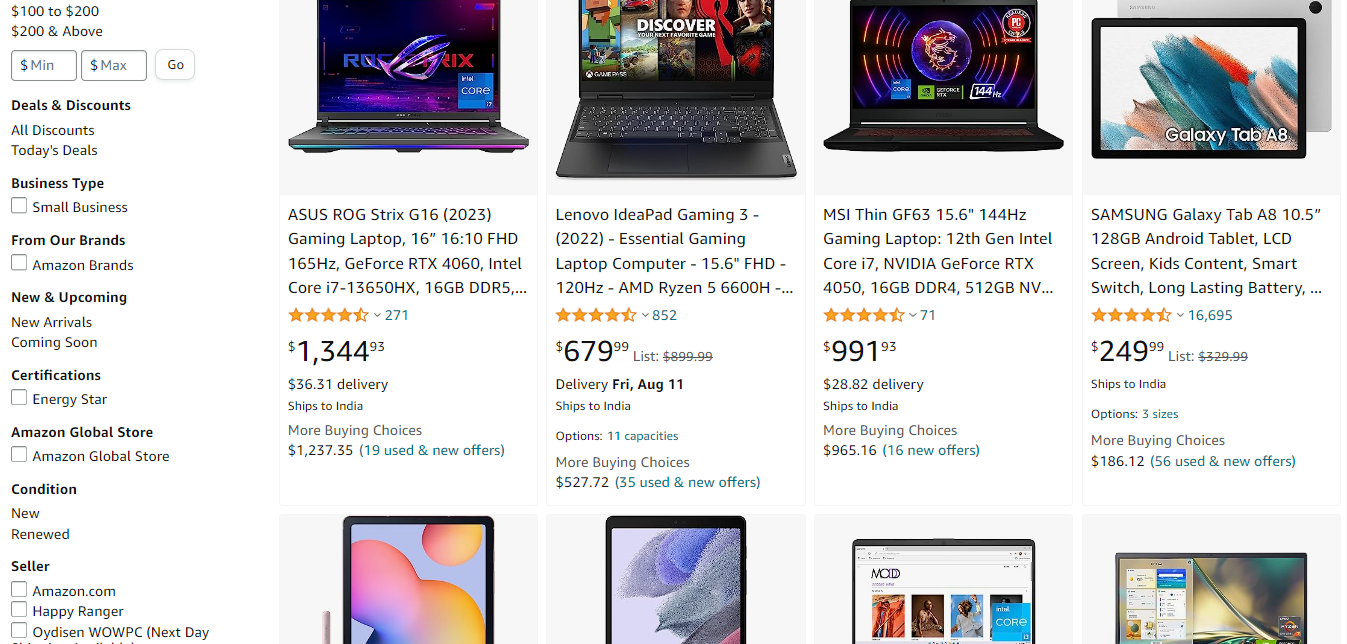 $100 to $200
$200 & Above
$ Min
$ Max
Go
Deals & Discounts
All Discounts
Today's Deals
Business Type
Small Business
From Our Brands
Amazon Brands
New & Upcoming
New Arrivals
Coming Soon
Certifications
Energy Star
Amazon Global Store
Amazon Global Store
Condition
New
Renewed
Seller
Amazon.com
Happy Ranger
Oydisen WOWPC (Next Day
intel
CORE
i7
ASUS ROG Strix G16 (2023)
Gaming Laptop, 16” 16:10 FHD
165Hz, GeForce RTX 4060, Intel
Core i7-13650HX, 16GB DDR5,...
271
$1,344 93
$36.31 delivery
Ships to India
More Buying Choices
$1,237.35 (19 used & new offers)
DISCOVER
YOUR NEXT FAVORITE GAME
GAME PASS
Lenovo IdeaPad Gaming 3 -
(2022) - Essential Gaming
Laptop Computer - 15.6" FHD -
120Hz - AMD Ryzen 5 6600H -...
852
$679 99 List: $899.99
Delivery Fri, Aug 11
Ships to India
Options: 11 capacities
More Buying Choices
$527.72 (35 used & new offers)
PC
intel
CORE
i7
GEFORCE
RTX
144Hz
MSI Thin GF63 15.6" 144Hz
Gaming Laptop: 12th Gen Intel
Core i7, NVIDIA GeForce RTX
4050, 16GB DDR4, 512GB NV...
71
$991 93
$28.82 delivery
Ships to India
More Buying Choices
$965.16 (16 new offers)
SAMSUNG
Galaxy Tab A8
SAMSUNG Galaxy Tab A8 10.5”
128GB Android Tablet, LCD
Screen, Kids Content, Smart
Switch, Long Lasting Battery, ...
16,695
$249 99 List: $329.99
Ships to India
Options: 3 sizes
More Buying Choices
$186.12 (56 used & new offers)
intel
CORE
i3
RYZEN